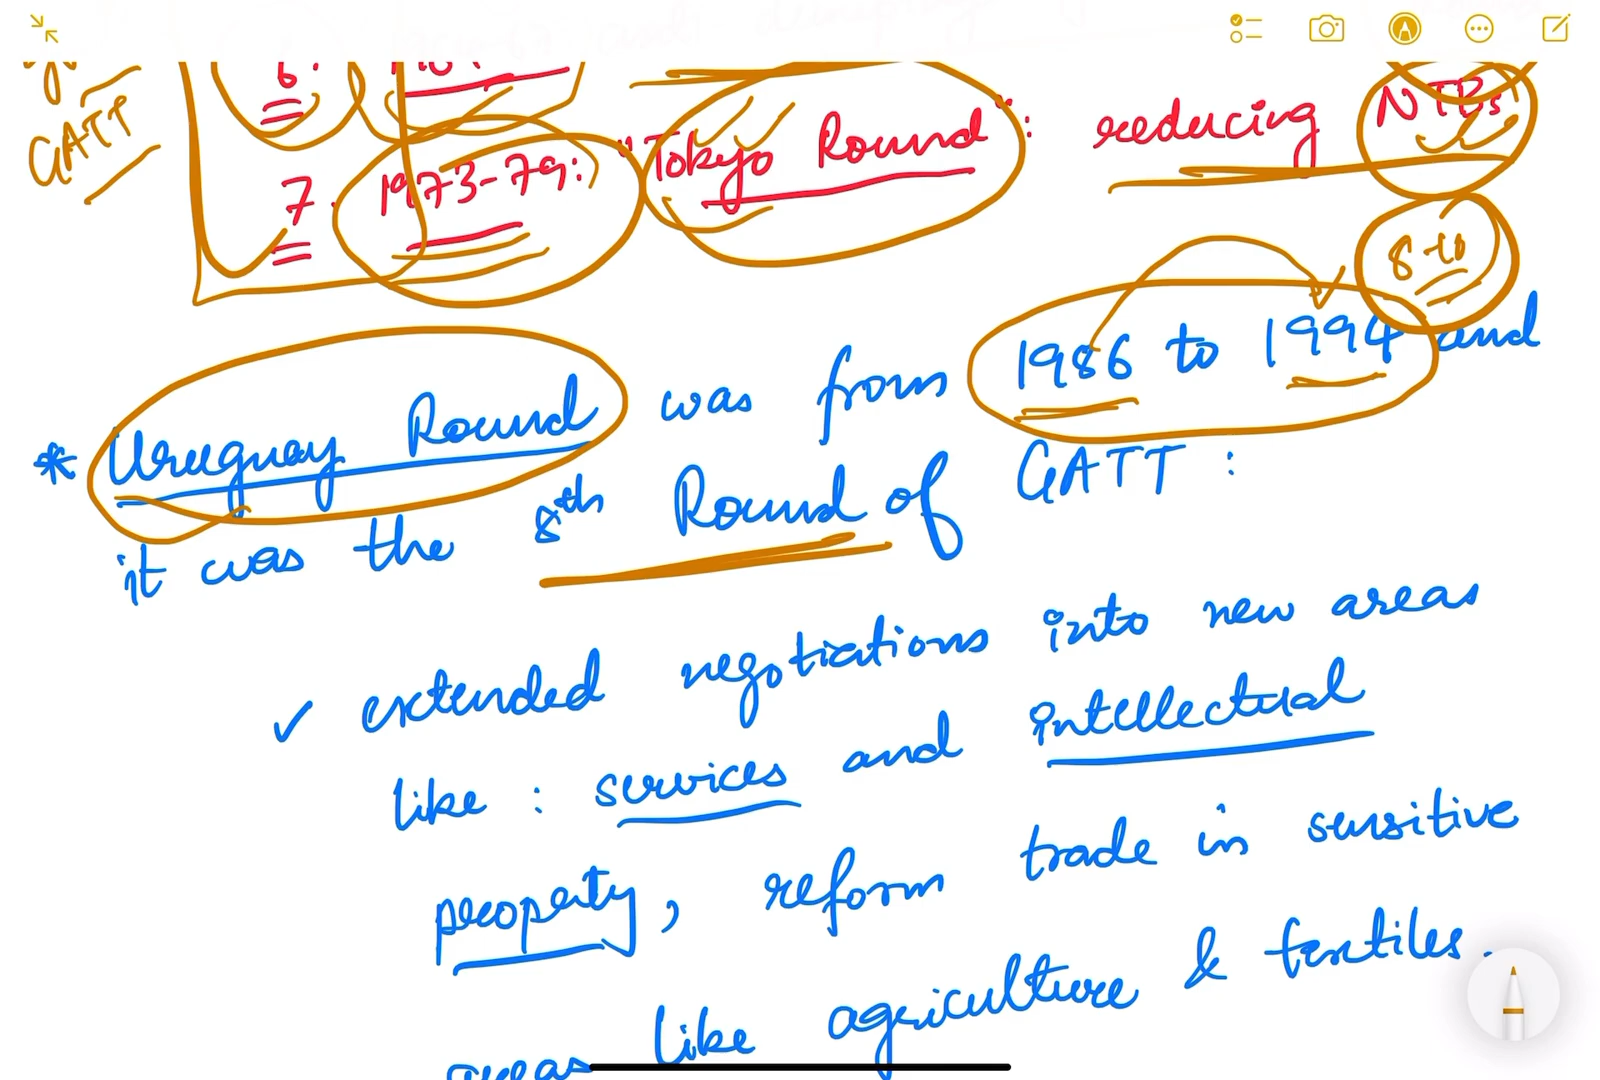 GATT
6.
7. 1973-79: "Tokyo Round": reducing NTBs
* Uruguay Round was from 1986 to 1994 and
it was the 8th Round of GATT:
✓ extended negotiations into new areas
like: services and intellectual
property, reform trade in sensitive
areas like agriculture & textiles.